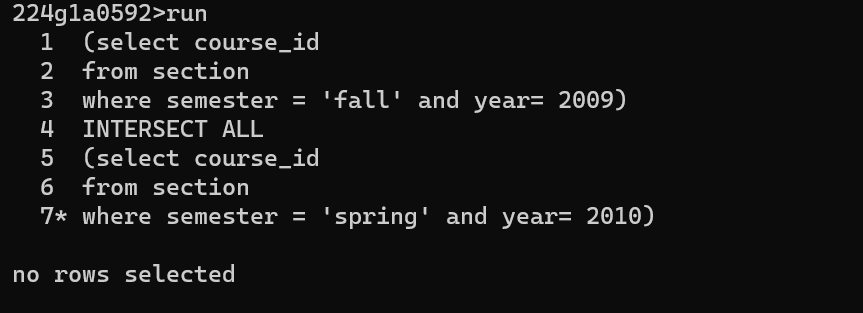 224g1a0592>run
  1  (select course_id
  2  from section
  3  where semester = 'fall' and year= 2009)
  4  INTERSECT ALL
  5  (select course_id
  6  from section
  7* where semester = 'spring' and year= 2010)
no rows selected